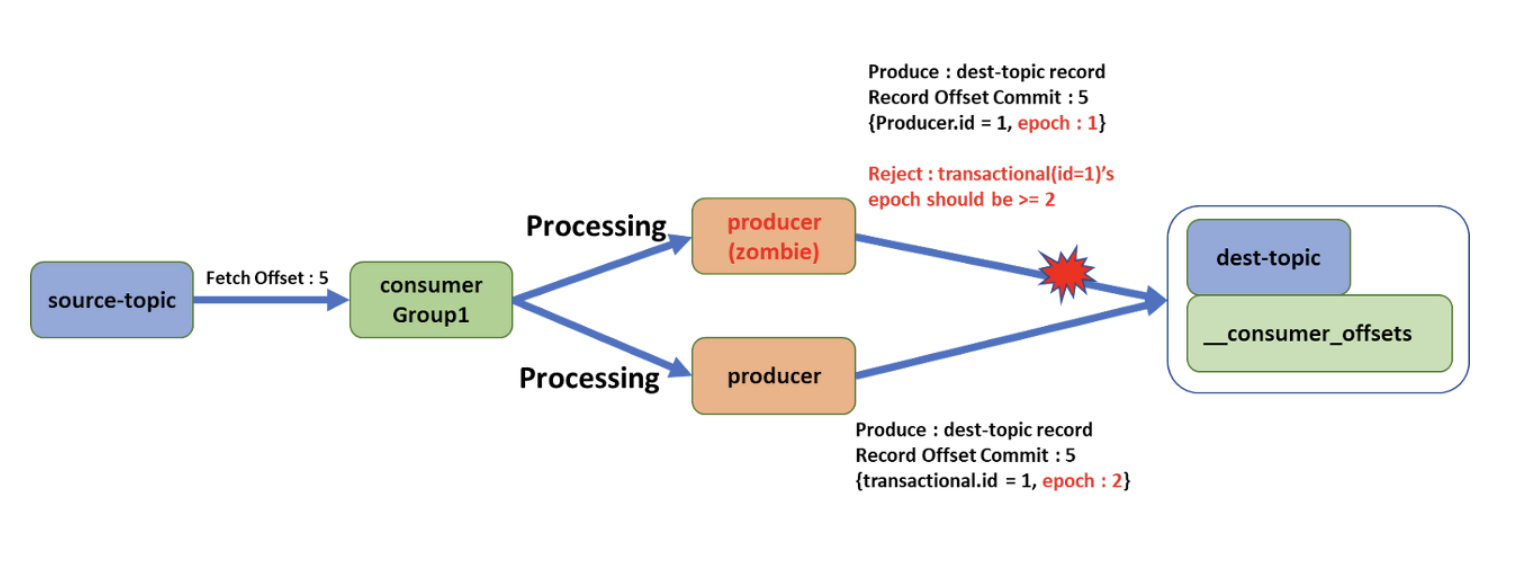 Produce : dest-topic record
Record Offset Commit : 5
{Producer.id = 1, epoch : 1}
Reject : transactional(id=1)’s
epoch should be >= 2
source-topic
Fetch Offset : 5
consumer
Group1
Processing
producer
(zombie)
Processing
producer
dest-topic
__consumer_offsets
Produce : dest-topic record
Record Offset Commit : 5
{transactional.id = 1, epoch : 2}